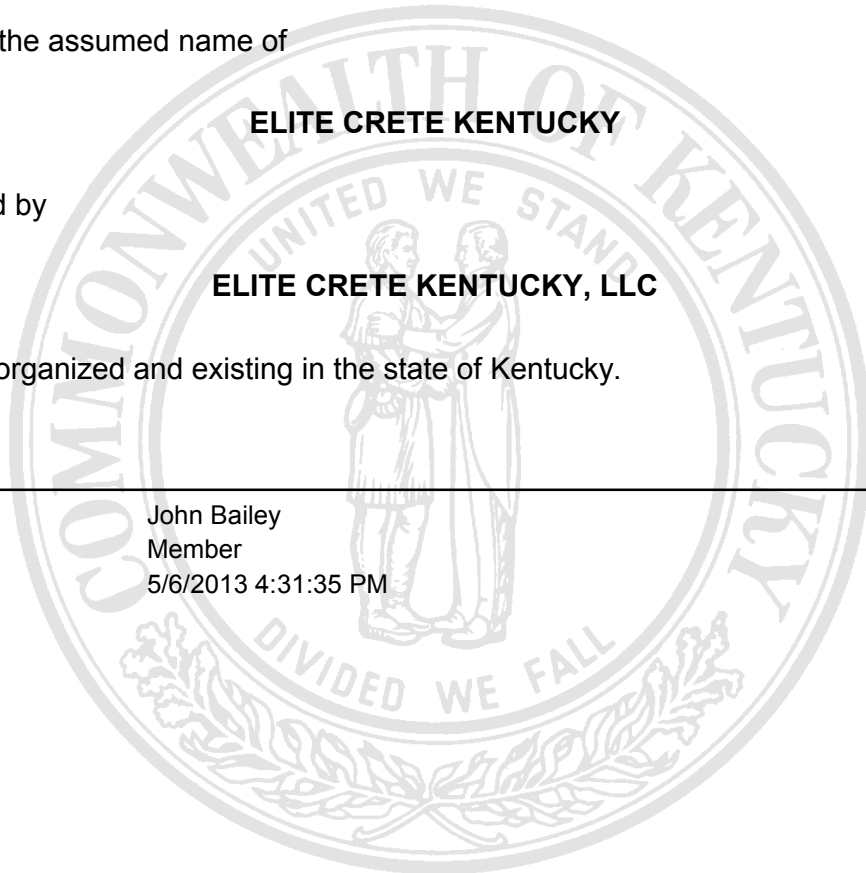 the assumed name of
ELITE CRETE KENTUCKY
d by
ELITE CRETE KENTUCKY, LLC
organized and existing in the state of Kentucky.
John Bailey
Member
5/6/2013 4:31:35 PM
COMMONWEALTH OF KENTUCKY
UNITED WE STAND
DIVIDED WE FALL